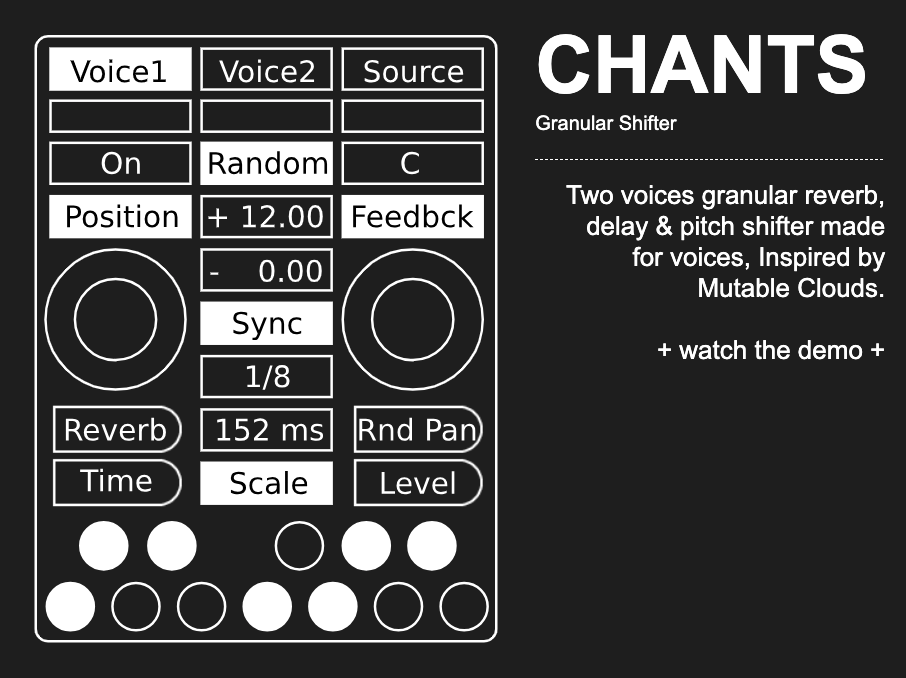 Voice1 Voice2 Source
On Random C
Position + 12.00 Feedbck
- 0.00
Sync
1/8
Reverb 152 ms Rnd Pan
Time Scale Level
CHANTS
Granular Shifter
Two voices granular reverb,
delay & pitch shifter made
for voices, Inspired by
Mutable Clouds.
+ watch the demo +